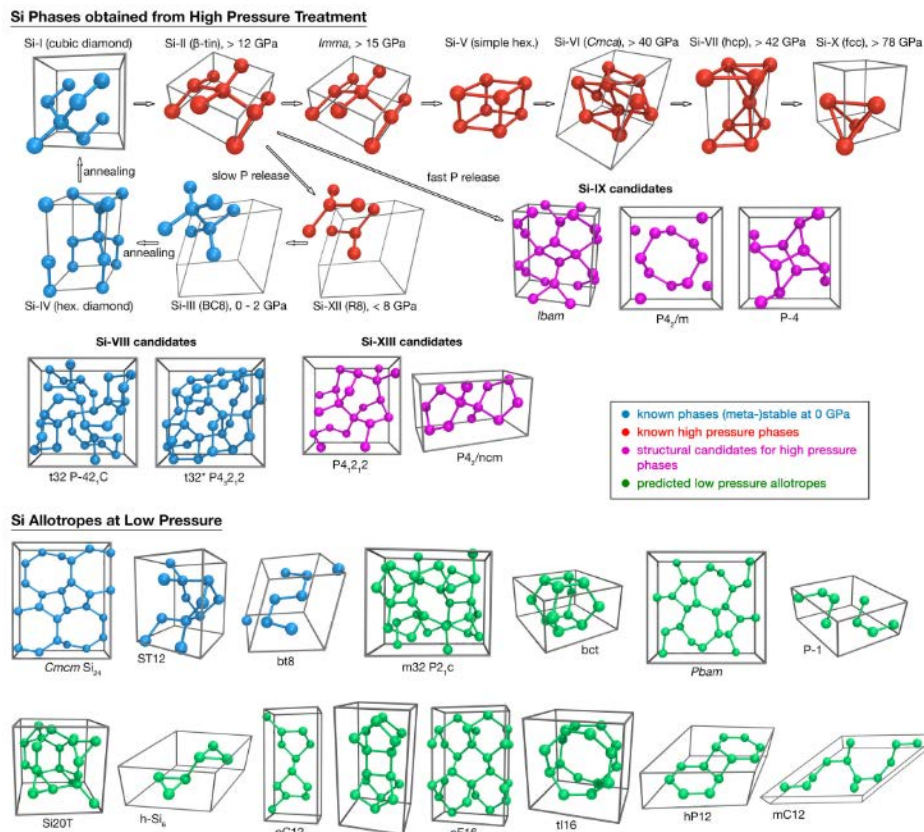 Si Phases obtained from High Pressure Treatment
Si-I (cubic diamond)
Si-II (β-tin), > 12 GPa
Imma, > 15 GPa
Si-V (simple hex.)
Si-VI (Cmca), > 40 GPa
Si-VII (hcp), > 42 GPa
Si-X (fcc), > 78 GPa
annealing
slow P release
fast P release
Si-IX candidates
annealing
Si-IV (hex. diamond)
Si-III (BC8), 0 - 2 GPa
Si-XII (R8), < 8 GPa
Ibam
P4₂/m
P-4
Si-VIII candidates
Si-XIII candidates
t32 P-42₁C
t32* P4₃2₁2
P4₁2₁2
P4₂/ncm
known phases (meta-)stable at 0 GPa
known high pressure phases
structural candidates for high pressure
phases
predicted low pressure allotropes
Si Allotropes at Low Pressure
Cmcm Si₂₄
ST12
bt8
m32 P2₁c
bct
Pbam
P-1
Si20T
h-Si₆
tI16
hP12
mC12